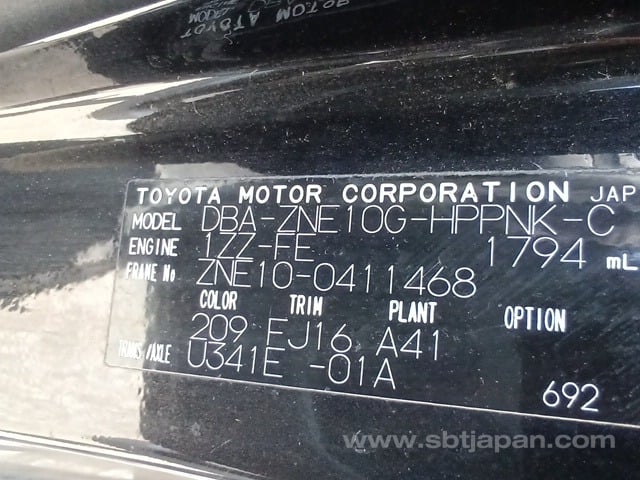 TOYOTA MOTOR CORPORATION JAP
MODEL DBA-ZNE10G-HPPNK-C
ENGINE 1ZZ-FE 1794 mL
FRAME No ZNE10-0411468
COLOR TRIM PLANT OPTION
209 FJ16 A41
TRANS/AXLE U341E -01A
692
www.sbtjapan.com